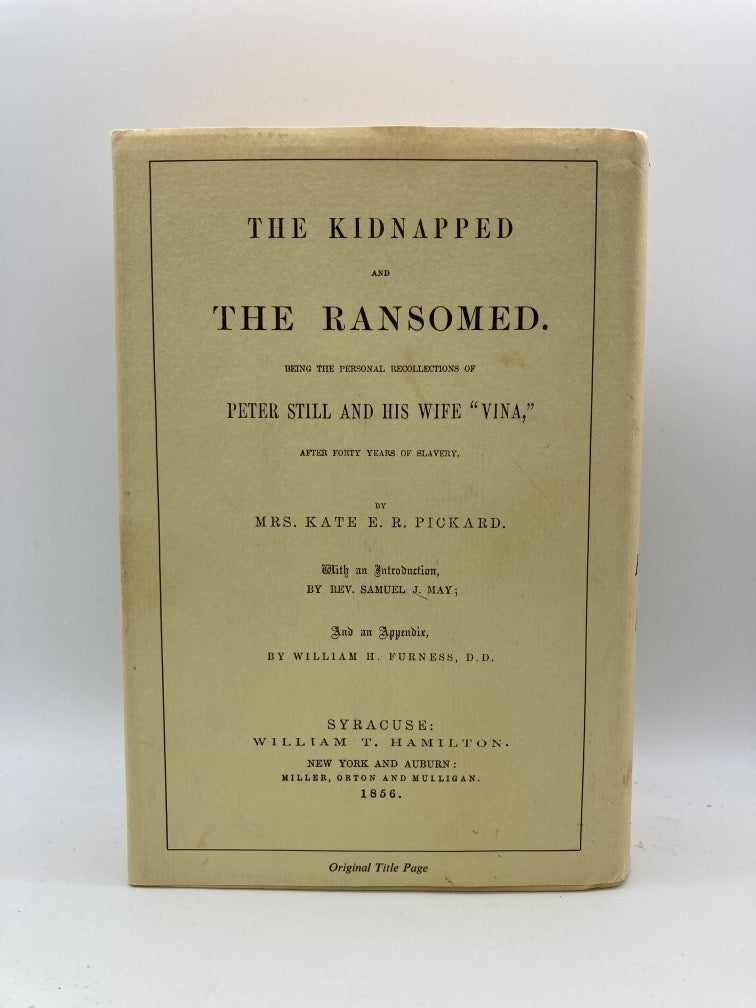 THE KIDNAPPED
AND
THE RANSOMED.
BEING THE PERSONAL RECOLLECTIONS OF
PETER STILL AND HIS WIFE "VINA,"
AFTER FORTY YEARS OF SLAVERY.
BY
MRS. KATE E. R. PICKARD.
With an Introduction,
BY REV. SAMUEL J. MAY;
And an Appendix,
BY WILLIAM H. FURNESS, D.D.
SYRACUSE:
WILLIAM T. HAMILTON.
NEW YORK AND AUBURN:
MILLER, ORTON AND MULLIGAN.
1856.
Original Title Page